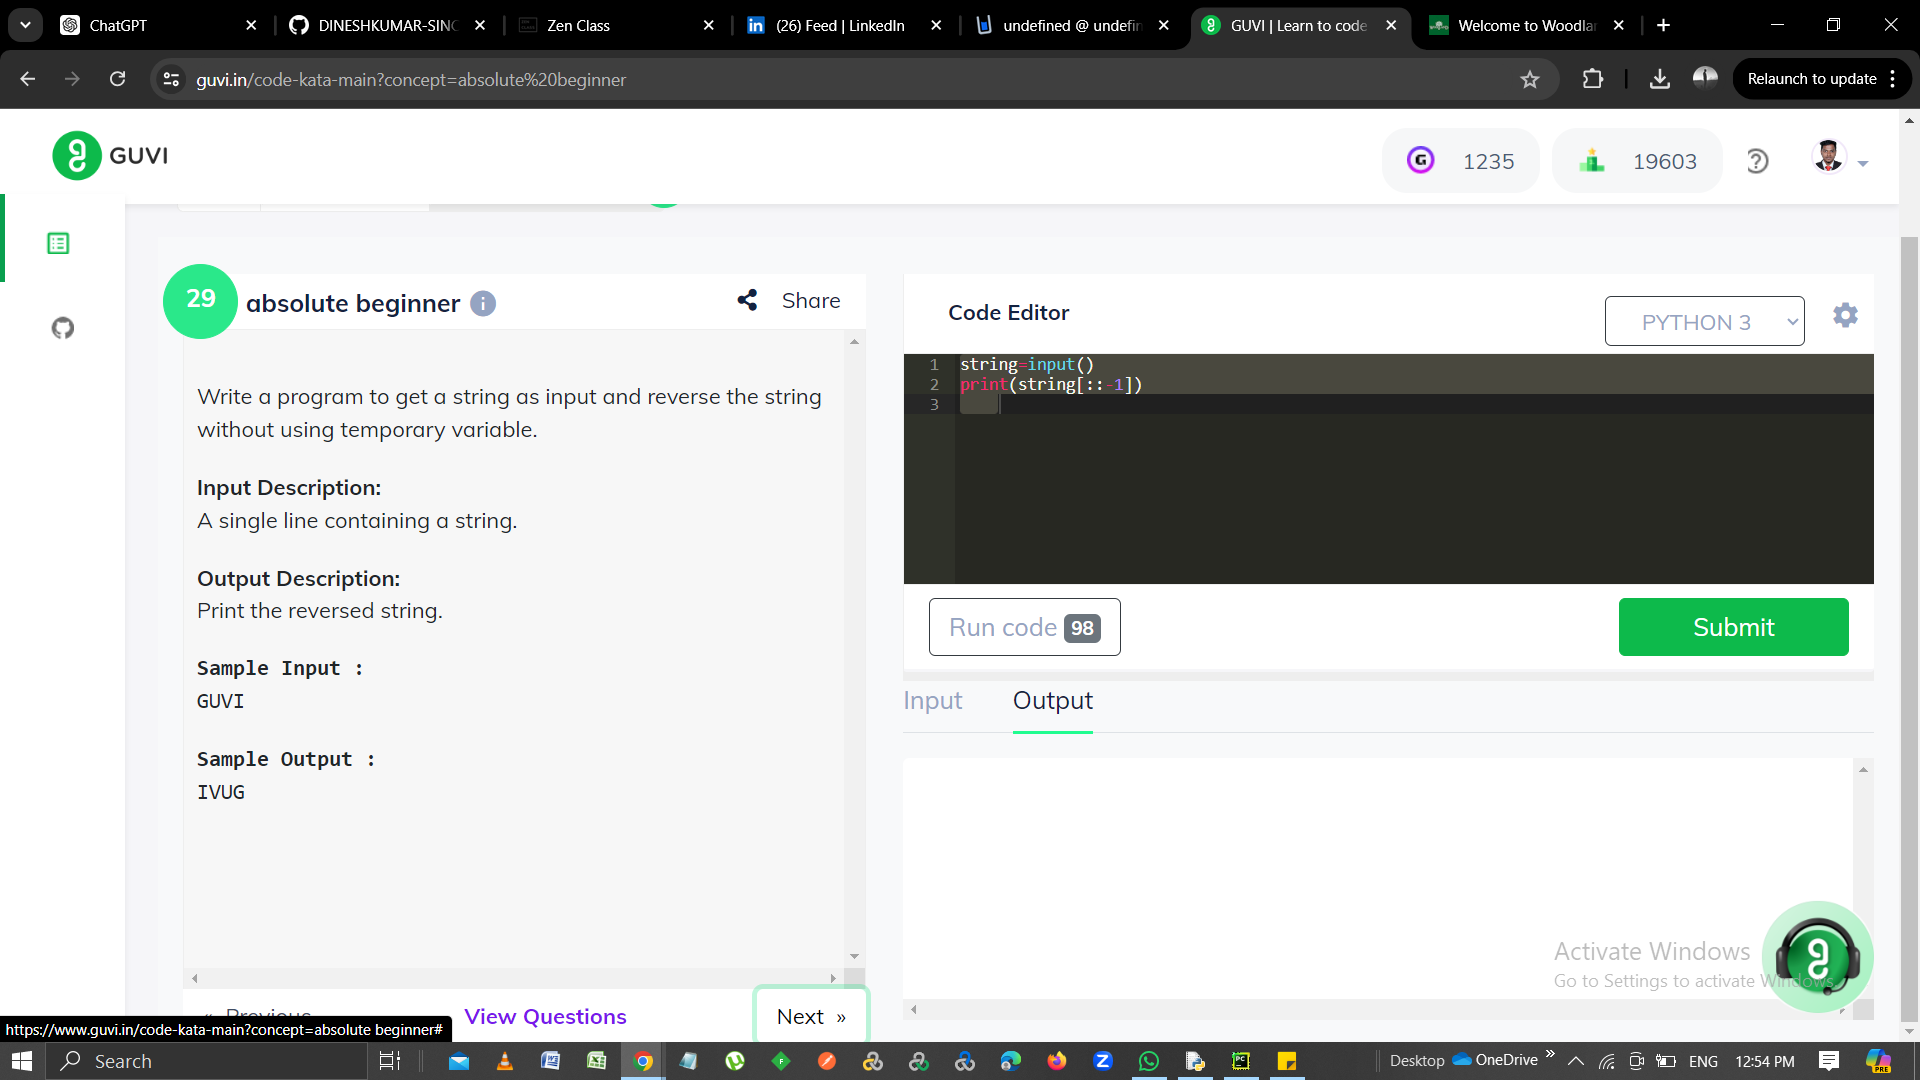 ChatGPT
DINESHKUMAR-SINC
Zen Class
(26) Feed | LinkedIn
undefined @ undefin
GUVI | Learn to code
Welcome to Woodlan
guvi.in/code-kata-main?concept=absolute%20beginner
Relaunch to update
GUVI
1235
19603
29
absolute beginner
Share
Write a program to get a string as input and reverse the string
without using temporary variable.
Input Description:
A single line containing a string.
Output Description:
Print the reversed string.
Sample Input :
GUVI
Sample Output :
IVUG
« Previous
View Questions
Next »
Code Editor
PYTHON 3
1 string=input()
2 print(string[::-1])
3
Run code 98
Submit
Input
Output
Activate Windows
Go to Settings to activate Windows.
https://www.guvi.in/code-kata-main?concept=absolute beginner#
Search
Desktop
OneDrive
ENG
12:54 PM
PRE